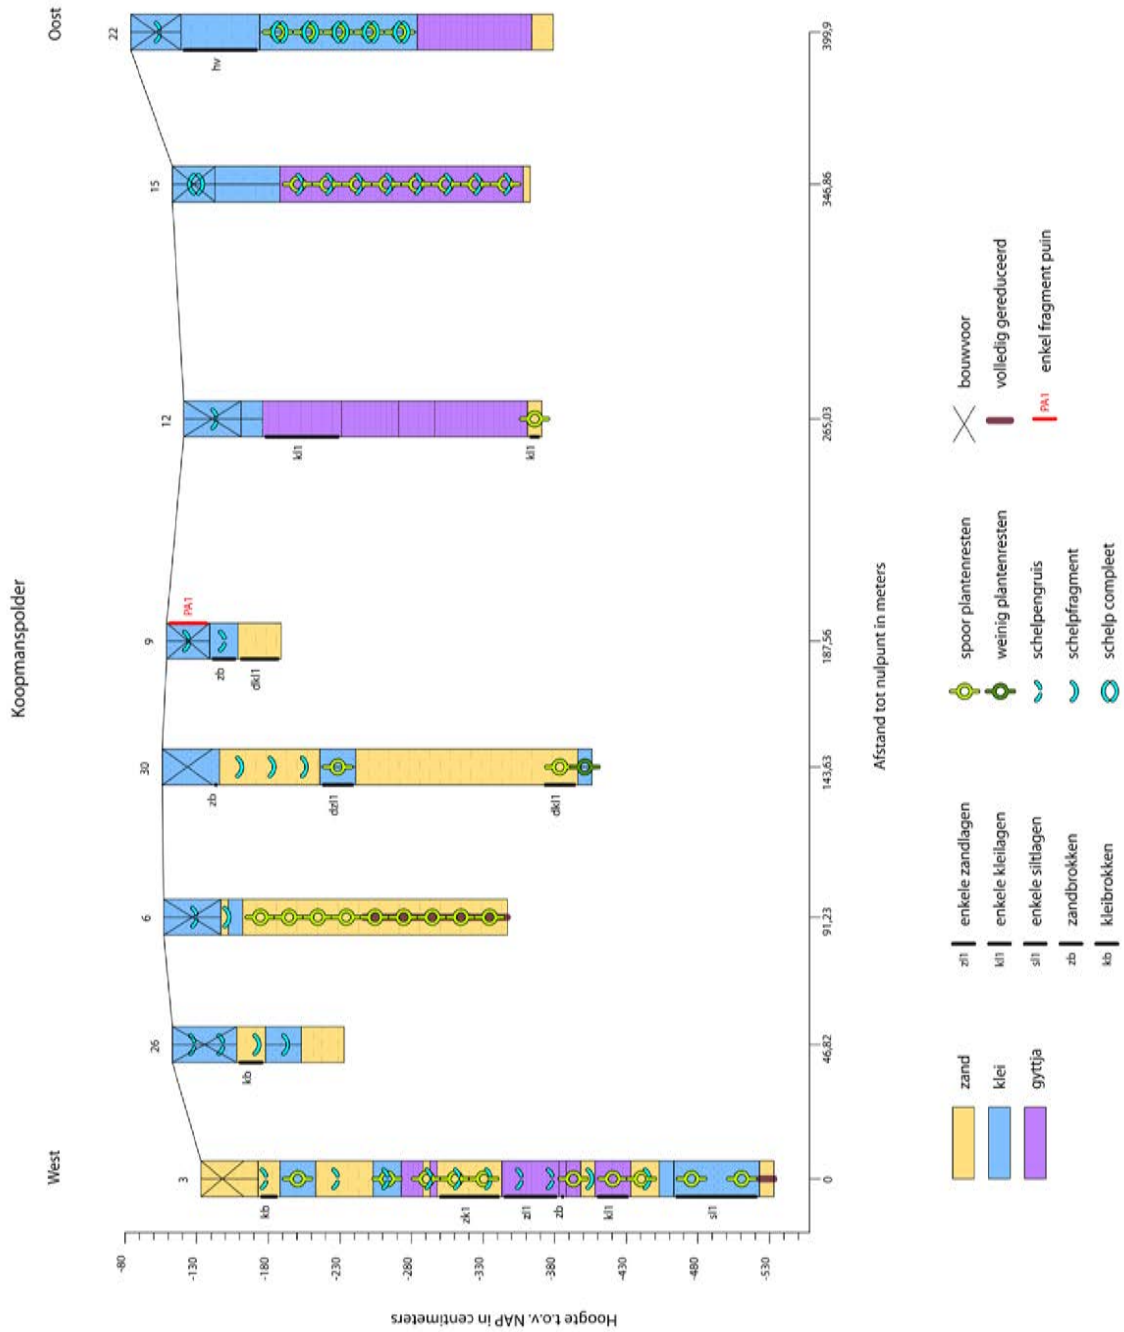 Koopmanspolder
West
Oost
3
26
6
30
9
12
15
22
kb
zk1
zl1
zb
kl1
sl1
kb
zb
dzl1
dkl1
zb
dkl1
PA1
kl1
kl1
hv
-80
-130
-180
-230
-280
-330
-380
-430
-480
-530
Hoogte t.o.v. NAP in centimeters
0
46,82
91,23
143,63
187,56
265,03
346,86
399,9
Afstand tot nulpunt in meters
zand
klei
gyttja
zl1 enkele zandlagen
kl1 enkele kleilagen
sl1 enkele siltlagen
zb zandbrokken
kb kleibrokken
spoor plantenresten
weinig plantenresten
schelpengruis
schelpfragment
schelp compleet
bouwvoor
volledig gereduceerd
PA1 enkel fragment puin